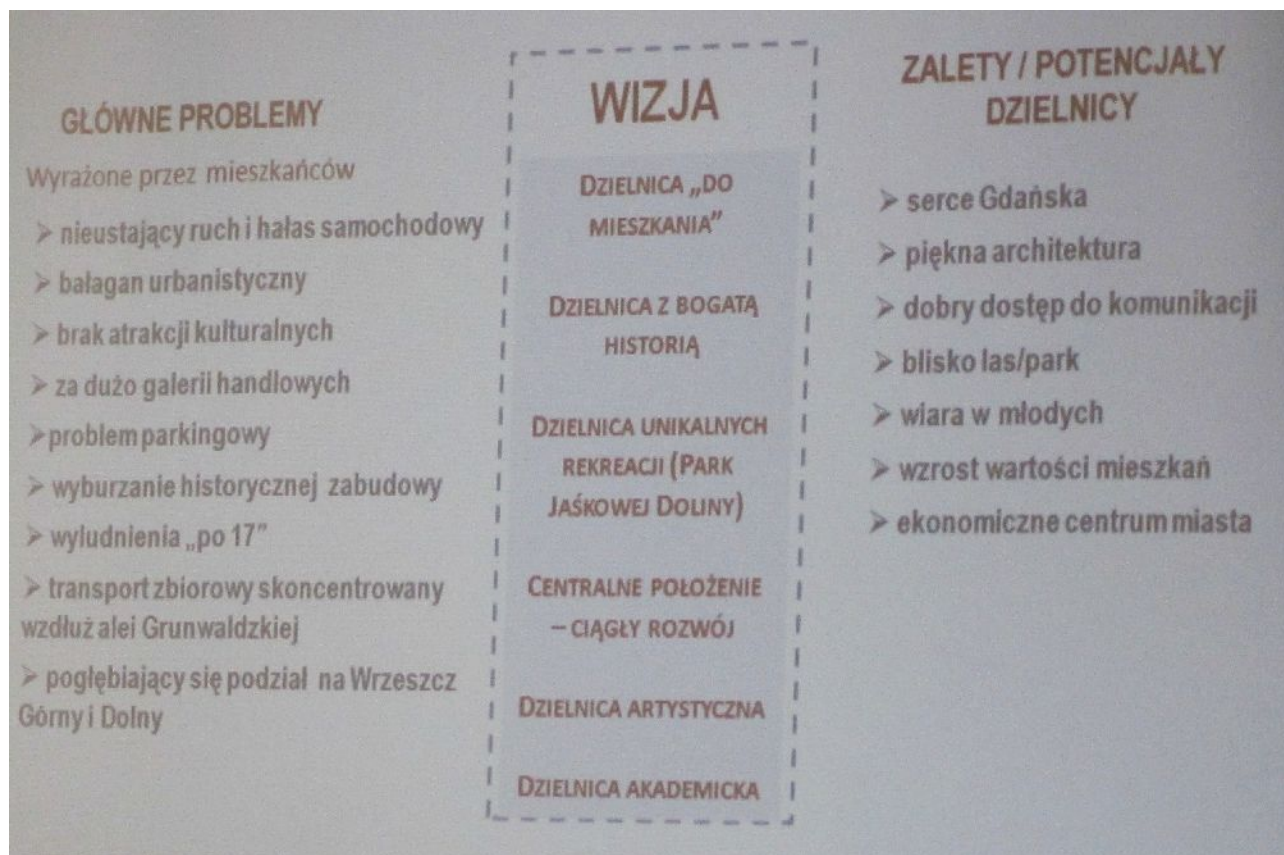 GŁÓWNE PROBLEMY
Wyrażone przez mieszkańców
➢ nieustający ruch i hałas samochodowy
➢ bałagan urbanistyczny
➢ brak atrakcji kulturalnych
➢ za dużo galerii handlowych
➢problem parkingowy
➢ wyburzanie historycznej zabudowy
➢ wyludnienia „po 17”
➢ transport zbiorowy skoncentrowany
wzdłuż alei Grunwaldzkiej
➢ pogłębiający się podział na Wrzeszcz
Górny i Dolny
WIZJA
DZIELNICA „DO
MIESZKANIA”
DZIELNICA Z BOGATĄ
HISTORIĄ
DZIELNICA UNIKALNYCH
REKREACJI (PARK
JAŚKOWEJ DOLINY)
CENTRALNE POŁOŻENIE
– CIĄGŁY ROZWÓJ
DZIELNICA ARTYSTYCZNA
DZIELNICA AKADEMICKA
ZALETY / POTENCJAŁY
DZIELNICY
➢ serce Gdańska
➢ piękna architektura
➢ dobry dostęp do komunikacji
➢ blisko las/park
➢ wiara w młodych
➢ wzrost wartości mieszkań
➢ ekonomiczne centrum miasta